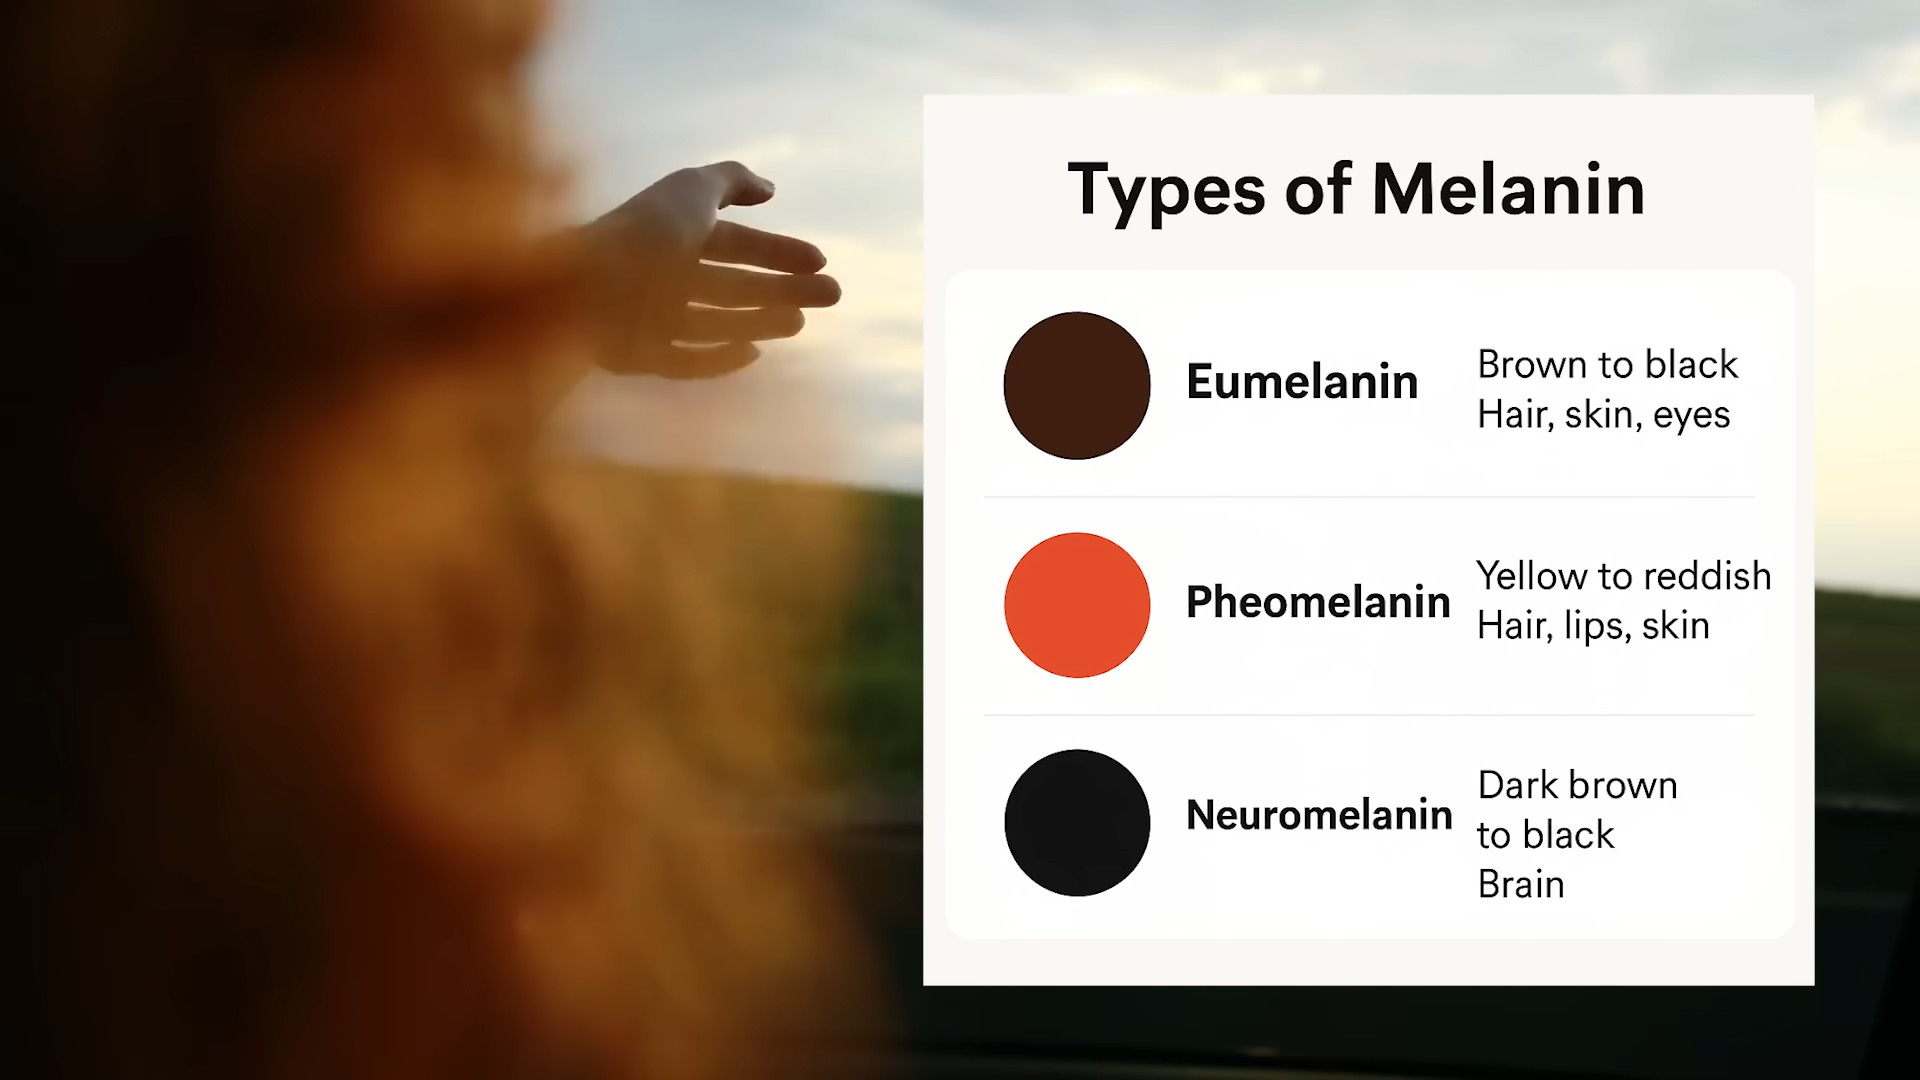 Types of Melanin
Eumelanin
Brown to black
Hair, skin, eyes
Pheomelanin
Yellow to reddish
Hair, lips, skin
Neuromelanin
Dark brown
to black
Brain